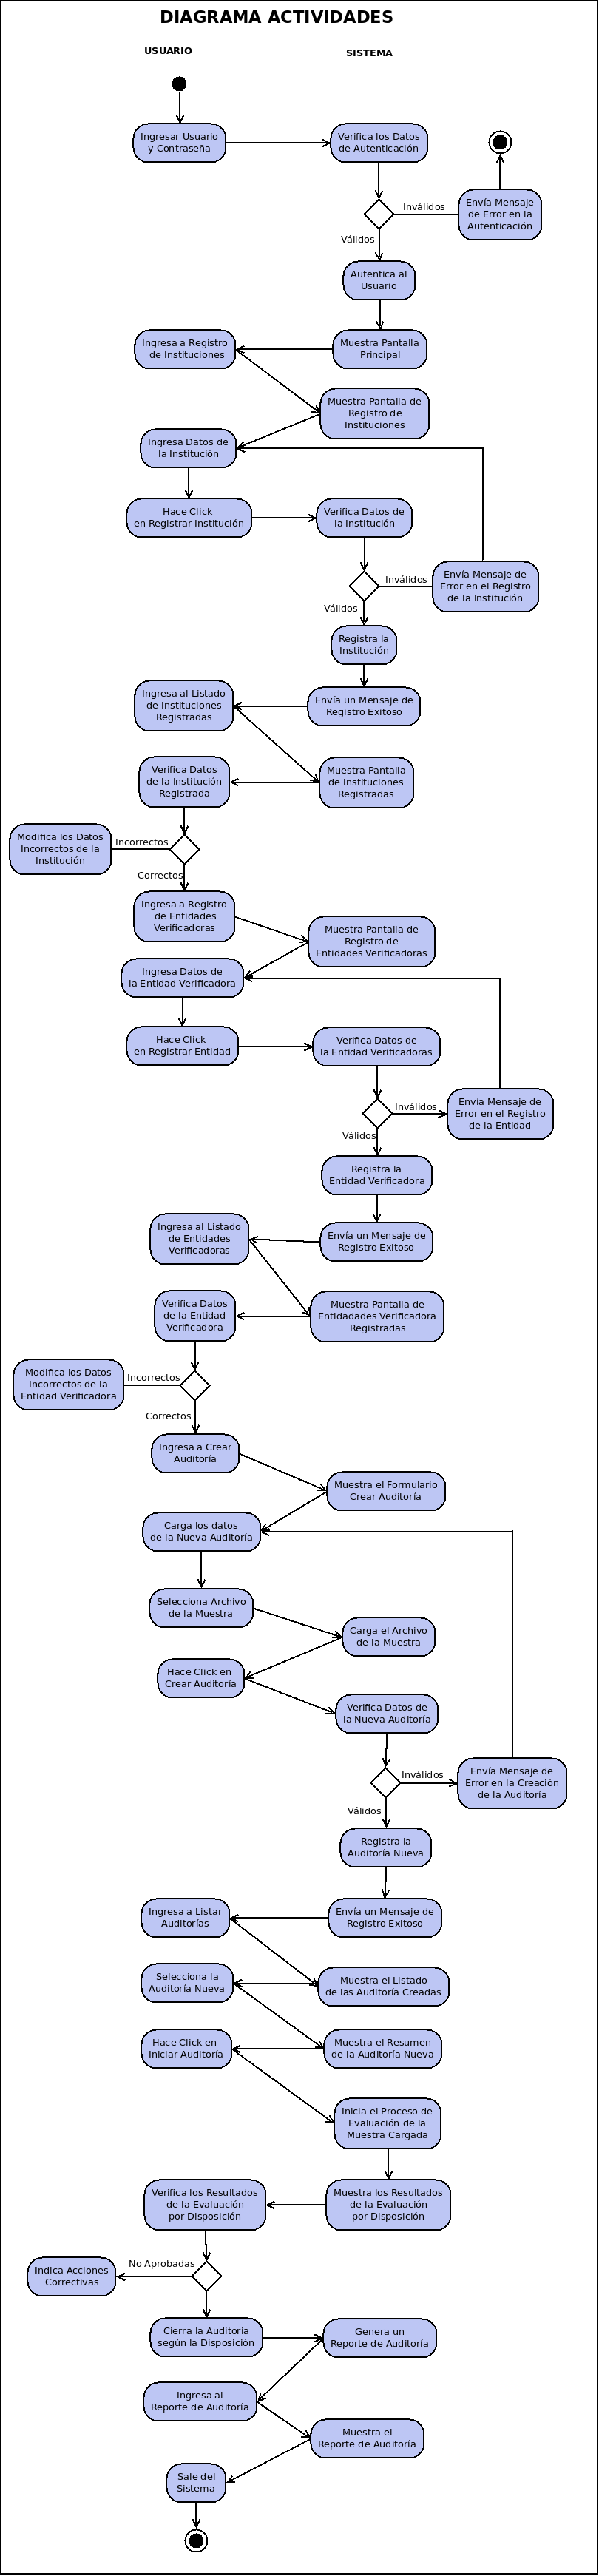 DIAGRAMA ACTIVIDADES
USUARIO
SISTEMA
Ingresar Usuario
y Contraseña
Verifica los Datos
de Autenticación
Inválidos
Envía Mensaje
de Error en la
Autenticación
Válidos
Autentica al
Usuario
Muestra Pantalla
Principal
Ingresa a Registro
de Instituciones
Muestra Pantalla de
Registro de
Instituciones
Ingresa Datos de
la Institución
Hace Click
en Registrar Institución
Verifica Datos de
la Institución
Inválidos
Envía Mensaje de
Error en el Registro
de la Institución
Válidos
Registra la
Institución
Envía un Mensaje de
Registro Exitoso
Ingresa al Listado
de Instituciones
Registradas
Muestra Pantalla
de Instituciones
Registradas
Verifica Datos
de la Institución
Registrada
Incorrectos
Modifica los Datos
Incorrectos de la
Institución
Correctos
Ingresa a Registro
de Entidades
Verificadoras
Muestra Pantalla de
Registro de
Entidades Verificadoras
Ingresa Datos de
la Entidad Verificadora
Hace Click
en Registrar Entidad
Verifica Datos de
la Entidad Verificadoras
Inválidos
Envía Mensaje de
Error en el Registro
de la Entidad
Válidos
Registra la
Entidad Verificadora
Envía un Mensaje de
Registro Exitoso
Ingresa al Listado
de Entidades
Verificadoras
Muestra Pantalla de
Entidadades Verificadora
Registradas
Verifica Datos
de la Entidad
Verificadora
Incorrectos
Modifica los Datos
Incorrectos de la
Entidad Verificadora
Correctos
Ingresa a Crear
Auditoría
Muestra el Formulario
Crear Auditoría
Carga los datos
de la Nueva Auditoría
Selecciona Archivo
de la Muestra
Carga el Archivo
de la Muestra
Hace Click en
Crear Auditoría
Verifica Datos de
la Nueva Auditoría
Inválidos
Envía Mensaje de
Error en la Creación
de la Auditoría
Válidos
Registra la
Auditoría Nueva
Envía un Mensaje de
Registro Exitoso
Ingresa a Listar
Auditorías
Muestra el Listado
de las Auditoría Creadas
Selecciona la
Auditoría Nueva
Muestra el Resumen
de la Auditoría Nueva
Hace Click en
Iniciar Auditoría
Inicia el Proceso de
Evaluación de la
Muestra Cargada
Muestra los Resultados
de la Evaluación
por Disposición
Verifica los Resultados
de la Evaluación
por Disposición
No Aprobadas
Indica Acciones
Correctivas
Cierra la Auditoria
según la Disposición
Genera un
Reporte de Auditoría
Ingresa al
Reporte de Auditoría
Muestra el
Reporte de Auditoría
Sale del
Sistema